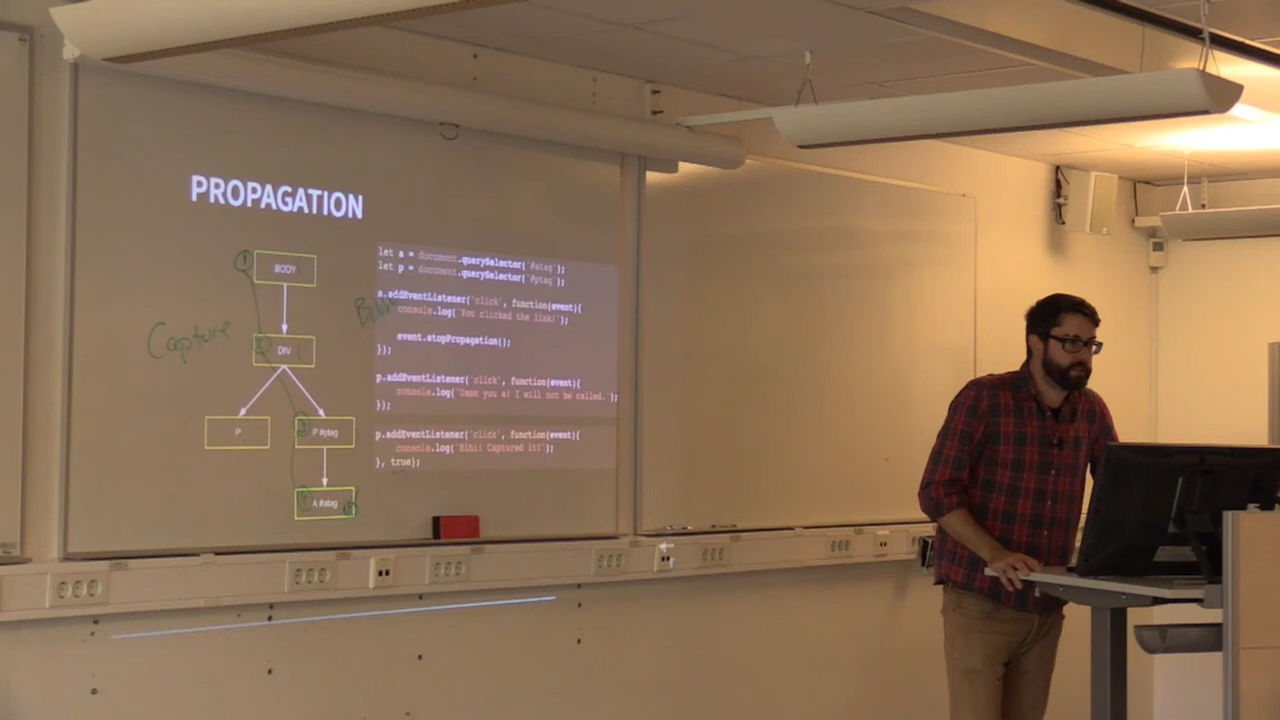 PROPAGATION
BODY
DIV
P
P #ptag
A #atag
Capture
let a = document.querySelector('#atag');
let p = document.querySelector('#ptag');
a.addEventListener('click', function(event){
console.log('You clicked the link!');
event.stopPropagation();
});
p.addEventListener('click', function(event){
console.log('Damn you a! I will not be called.');
});
p.addEventListener('click', function(event){
console.log('Hihi! Captured it!');
}, true);